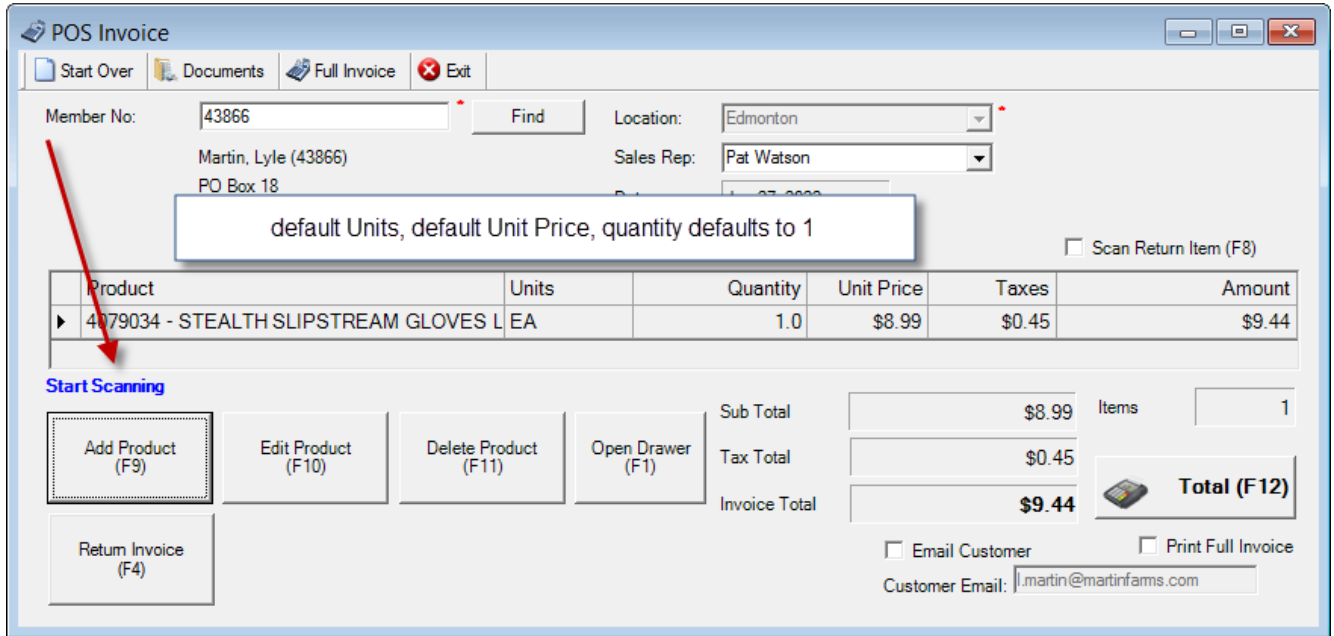 POS Invoice
Start Over Documents Full Invoice Exit
Member No: 43866 * Find Location: Edmonton *
Martin, Lyle (43866) Sales Rep: Pat Watson
PO Box 18
default Units, default Unit Price, quantity defaults to 1
Scan Return Item (F8)
Product Units Quantity Unit Price Taxes Amount
4079034 - STEALTH SLIPSTREAM GLOVES L EA 1.0 $8.99 $0.45 $9.44
Start Scanning
Sub Total $8.99 Items 1
Add Product (F9) Edit Product (F10) Delete Product (F11) Open Drawer (F1)
Tax Total $0.45
Total (F12)
Invoice Total $9.44
Return Invoice (F4)
Email Customer Print Full Invoice
Customer Email: l.martin@martinfarms.com